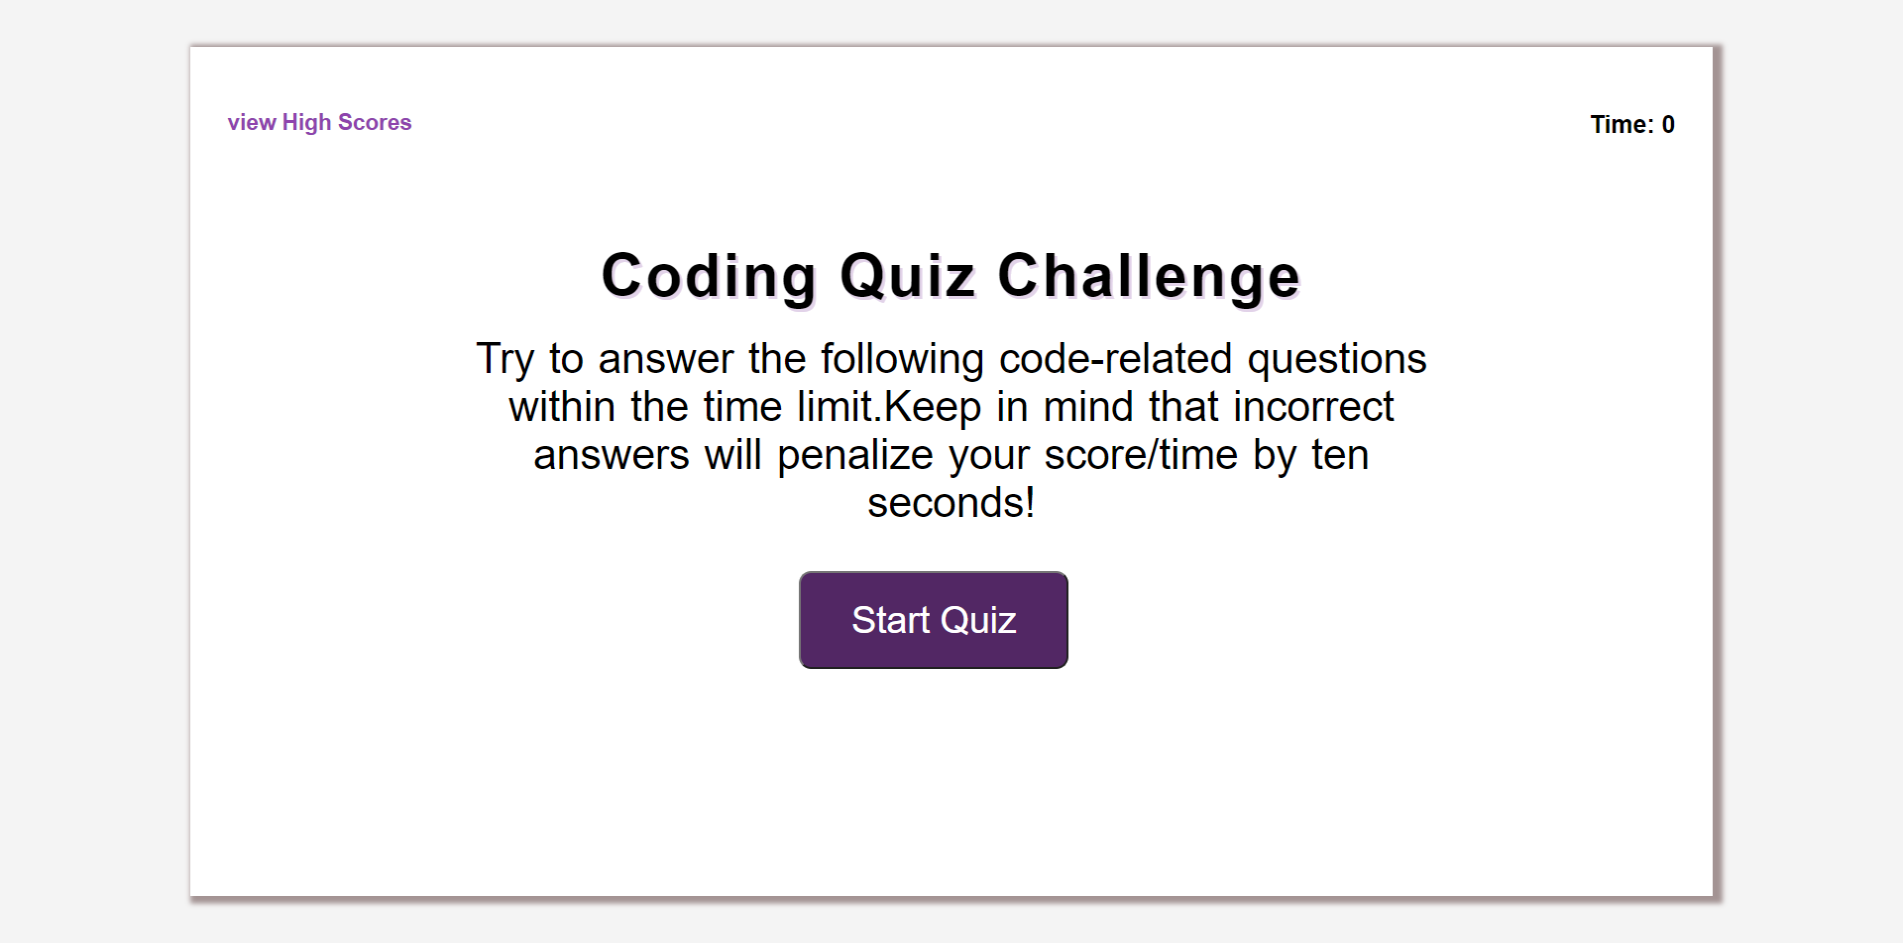 view High Scores
Time: 0
Coding Quiz Challenge
Try to answer the following code-related questions
within the time limit.Keep in mind that incorrect
answers will penalize your score/time by ten
seconds!
Start Quiz